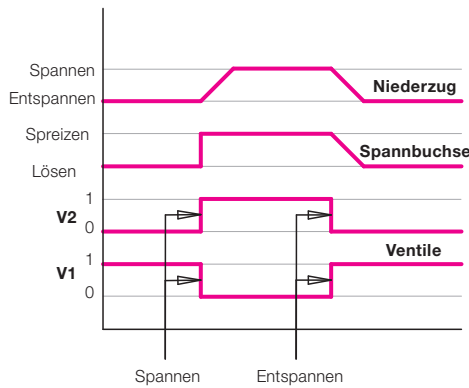 Spannen
Niederzug
Entspannen
Spreizen
Spannbuchse
Lösen
1
V2
0
Ventile
1
V1
0
Spannen Entspannen